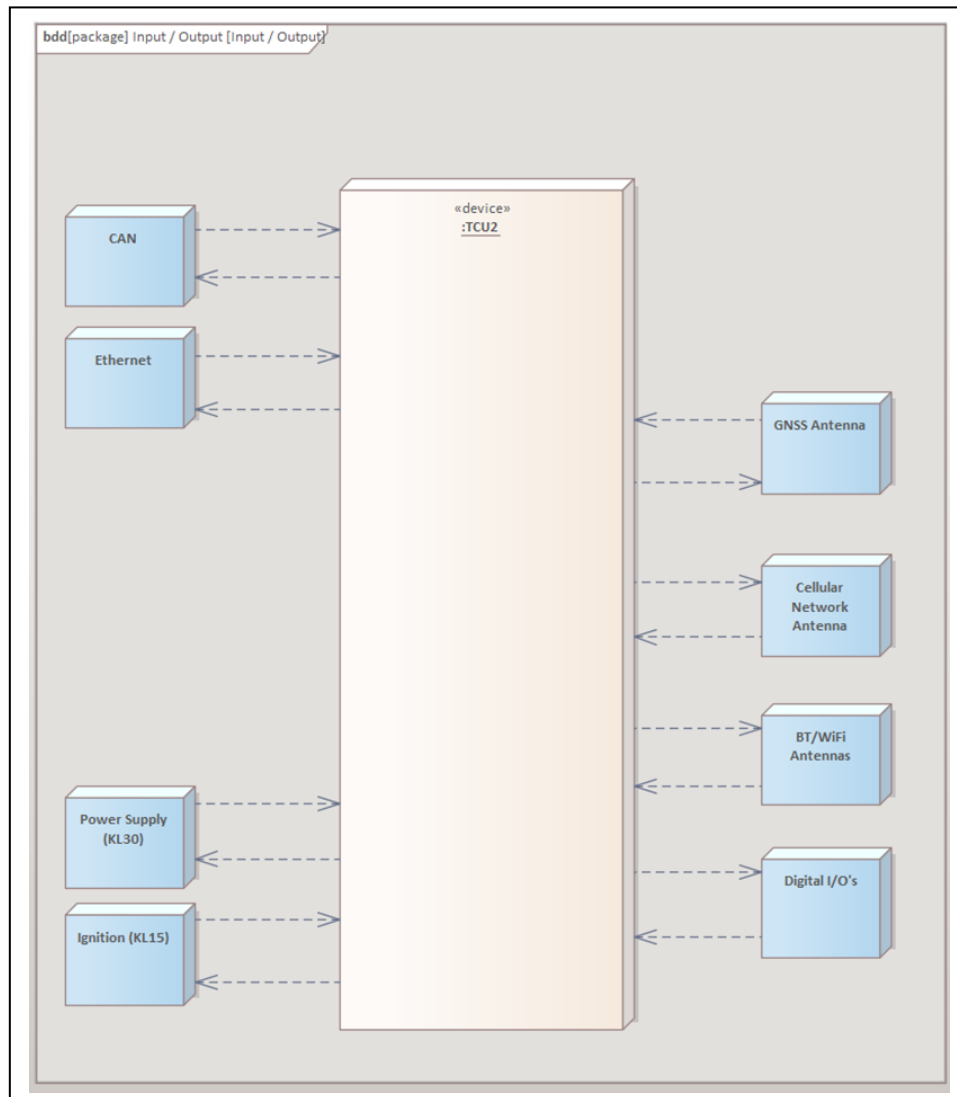 bdd[package] Input / Output [Input / Output]
«device»
:TCU2
CAN
Ethernet
GNSS Antenna
Cellular
Network
Antenna
BT/WiFi
Antennas
Power Supply
(KL30)
Digital I/O's
Ignition (KL15)